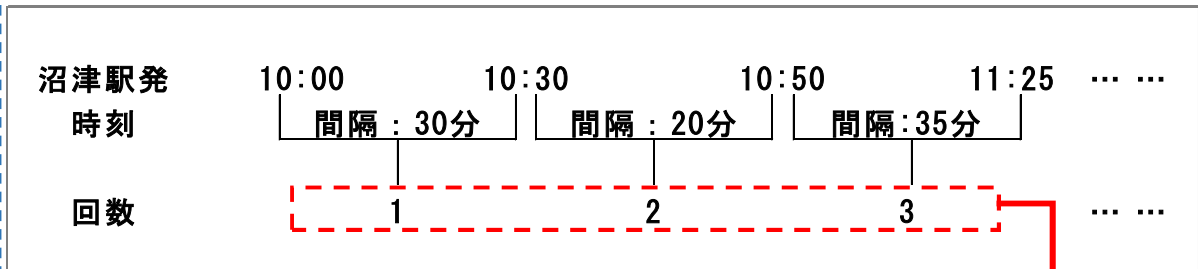 沼津駅発 10:00 10:30 10:50 11:25 … …
時刻 間隔：30分 間隔：20分 間隔:35分
回数 1 2 3 … …